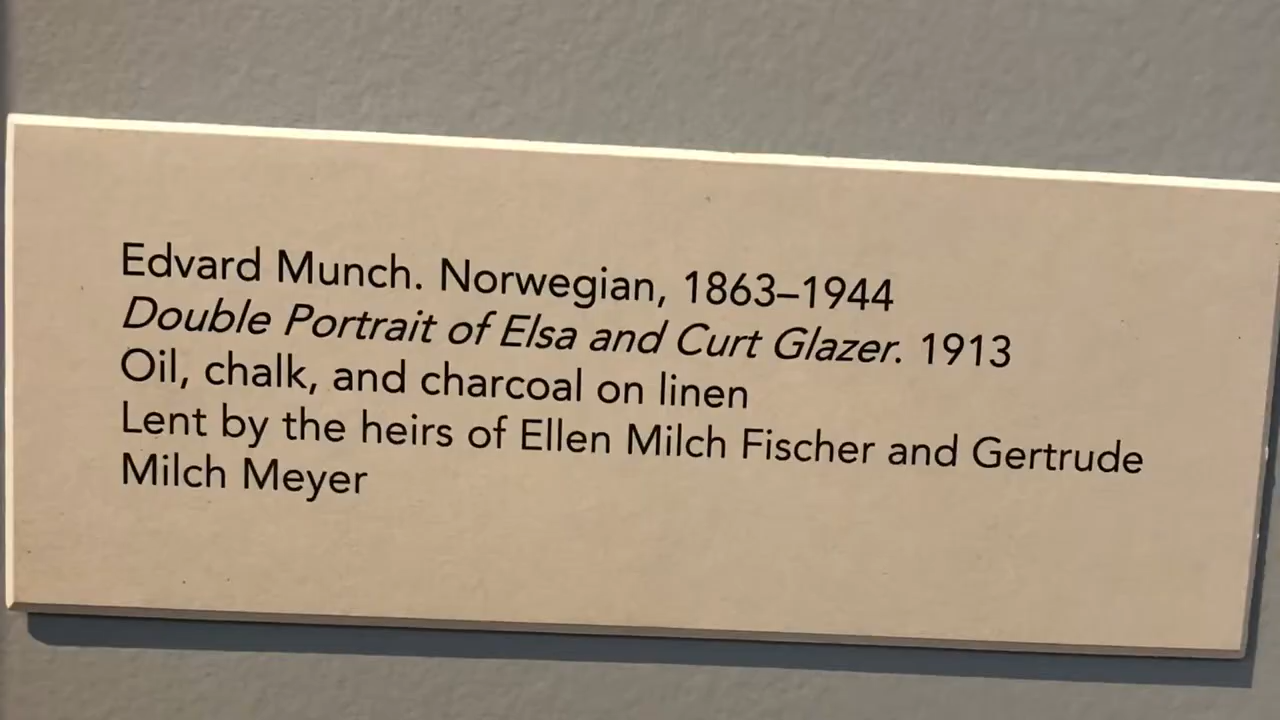 Edvard Munch. Norwegian, 1863–1944
Double Portrait of Elsa and Curt Glazer. 1913
Oil, chalk, and charcoal on linen
Lent by the heirs of Ellen Milch Fischer and Gertrude
Milch Meyer